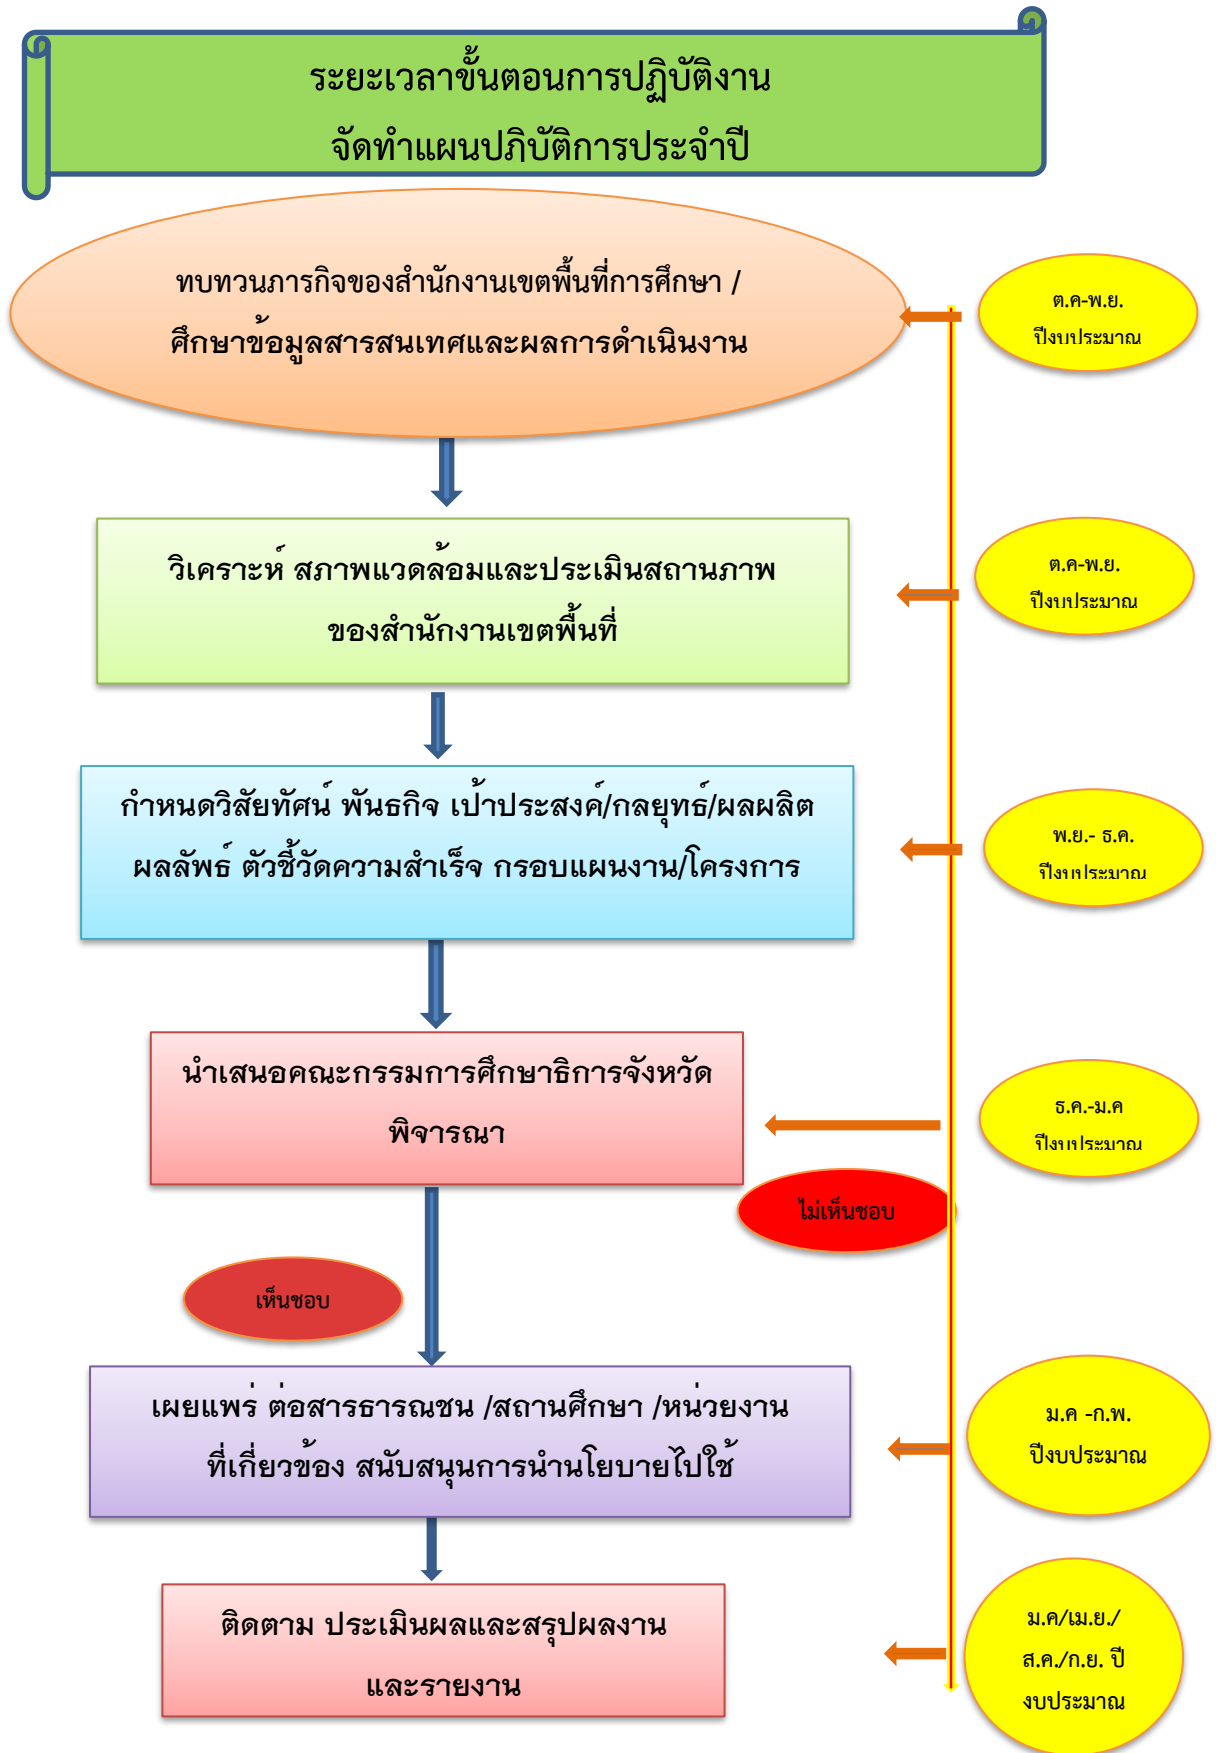 ระยะเวลาขั้นตอนการปฏิบัติงาน
จัดทำแผนปฏิบัติการประจำปี
ทบทวนภารกิจของสำนักงานเขตพื้นที่การศึกษา /
ศึกษาข้อมูลสารสนเทศและผลการดำเนินงาน
ต.ค-พ.ย.
ปีงบประมาณ
วิเคราะห์ สภาพแวดล้อมและประเมินสถานภาพ
ของสำนักงานเขตพื้นที่
ต.ค-พ.ย.
ปีงบประมาณ
กำหนดวิสัยทัศน์ พันธกิจ เป้าประสงค์/กลยุทธ์/ผลผลิต
ผลลัพธ์ ตัวชี้วัดความสำเร็จ กรอบแผนงาน/โครงการ
พ.ย.- ธ.ค.
ปีงบประมาณ
นำเสนอคณะกรรมการศึกษาธิการจังหวัด
พิจารณา
ธ.ค.-ม.ค
ปีงบประมาณ
ไม่เห็นชอบ
เห็นชอบ
เผยแพร่ ต่อสารธารณชน /สถานศึกษา /หน่วยงาน
ที่เกี่ยวข้อง สนับสนุนการนำนโยบายไปใช้
ม.ค -ก.พ.
ปีงบประมาณ
ติดตาม ประเมินผลและสรุปผลงาน
และรายงาน
ม.ค/เม.ย./
ส.ค./ก.ย. ปี
งบประมาณ